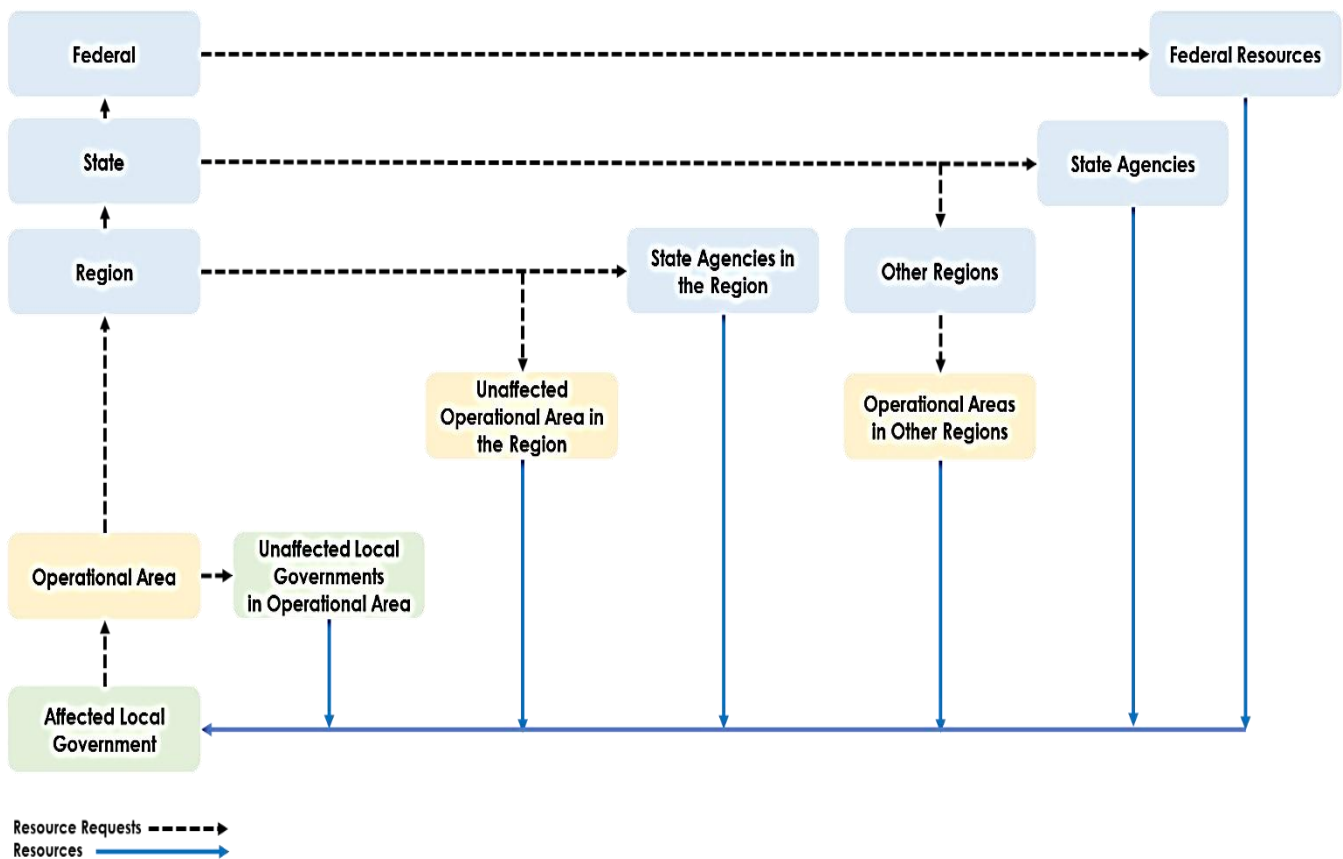 Federal
Federal Resources
State
State Agencies
Region
State Agencies in
the Region
Other Regions
Unaffected
Operational Area in
the Region
Operational Areas
in Other Regions
Operational Area
Unaffected Local
Governments
in Operational Area
Affected Local
Government
Resource Requests
Resources